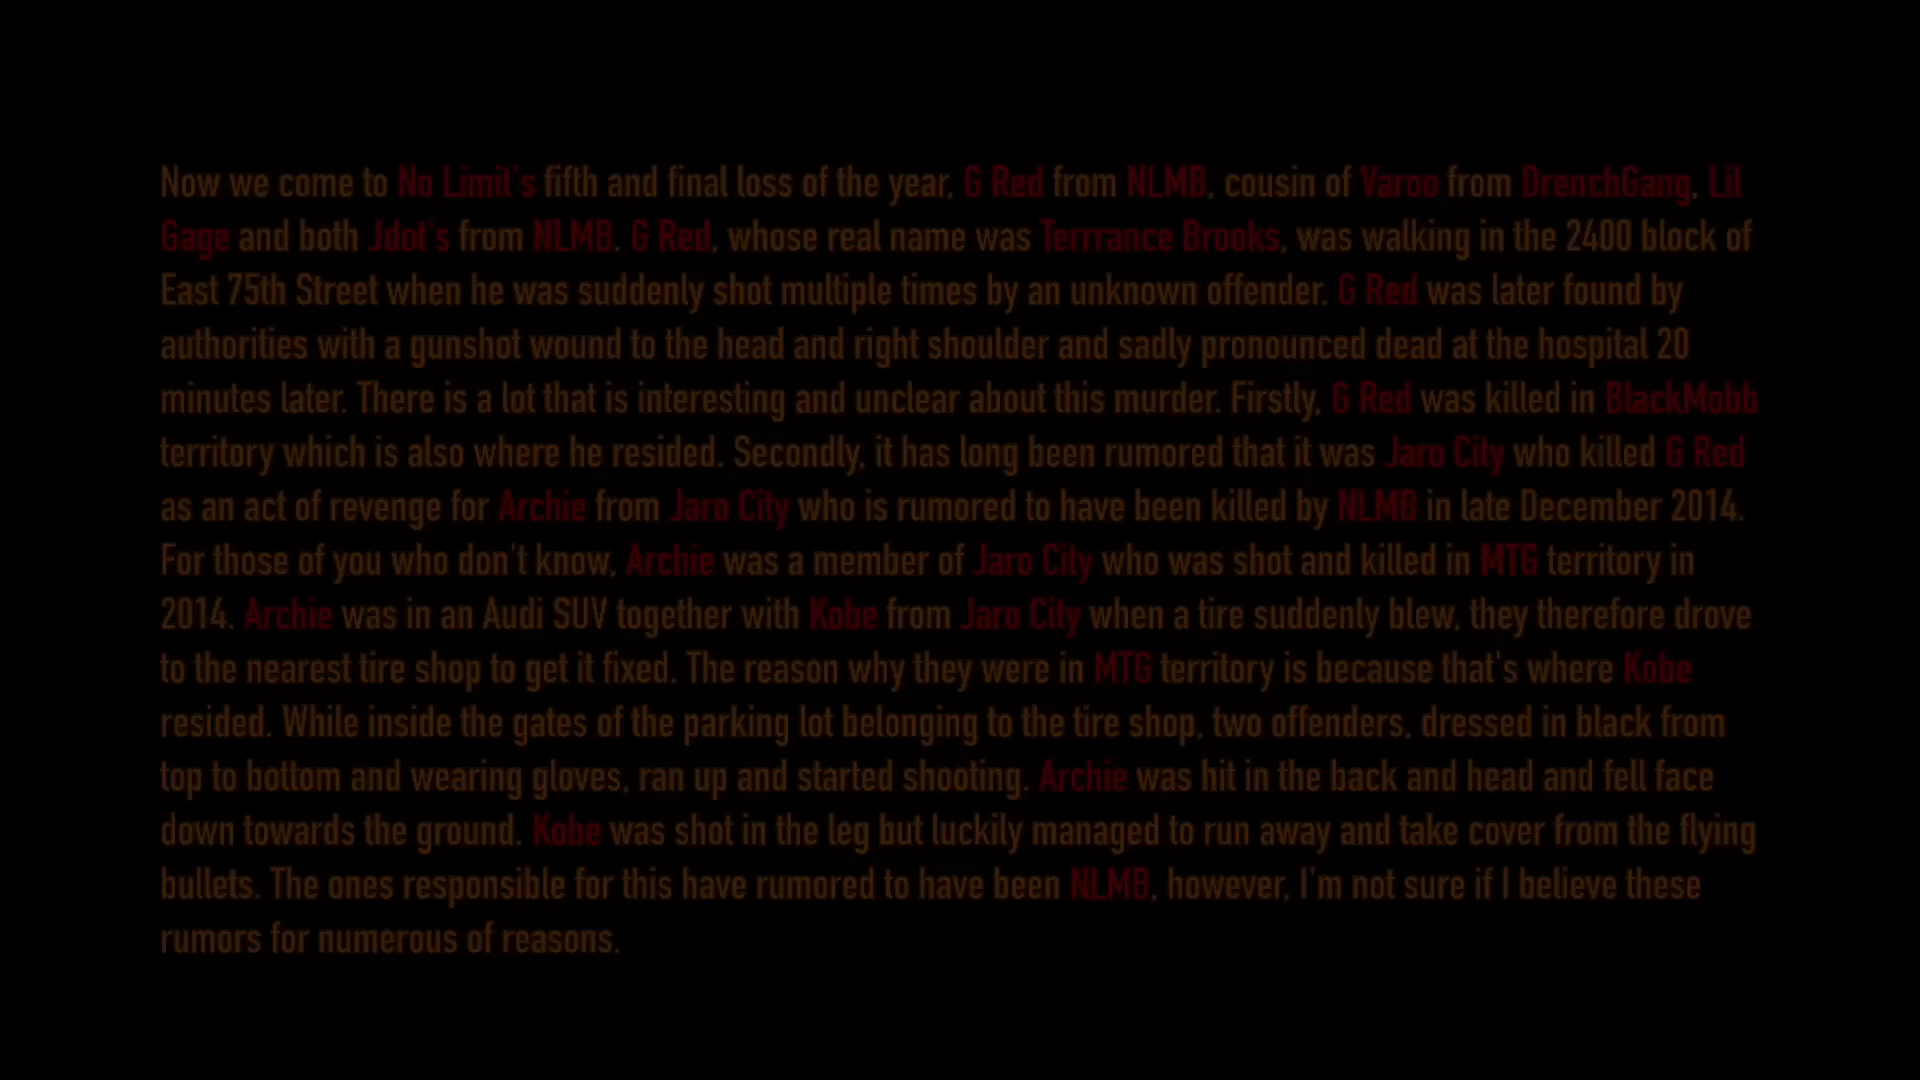 Now we come to No Limit's fifth and final loss of the year, G Red from NLMB, cousin of Varoo from DrenchGang, Lil
Gage and both Jdot's from NLMB. G Red, whose real name was Terrrance Brooks, was walking in the 2400 block of
East 75th Street when he was suddenly shot multiple times by an unknown offender. G Red was later found by
authorities with a gunshot wound to the head and right shoulder and sadly pronounced dead at the hospital 20
minutes later. There is a lot that is interesting and unclear about this murder. Firstly, G Red was killed in BlackMobb
territory which is also where he resided. Secondly, it has long been rumored that it was Jaro City who killed G Red
as an act of revenge for Archie from Jaro City who is rumored to have been killed by NLMB in late December 2014.
For those of you who don't know, Archie was a member of Jaro City who was shot and killed in MTG territory in
2014. Archie was in an Audi SUV together with Kobe from Jaro City when a tire suddenly blew, they therefore drove
to the nearest tire shop to get it fixed. The reason why they were in MTG territory is because that's where Kobe
resided. While inside the gates of the parking lot belonging to the tire shop, two offenders, dressed in black from
top to bottom and wearing gloves, ran up and started shooting. Archie was hit in the back and head and fell face
down towards the ground. Kobe was shot in the leg but luckily managed to run away and take cover from the flying
bullets. The ones responsible for this have rumored to have been NLMB, however, I'm not sure if I believe these
rumors for numerous of reasons.